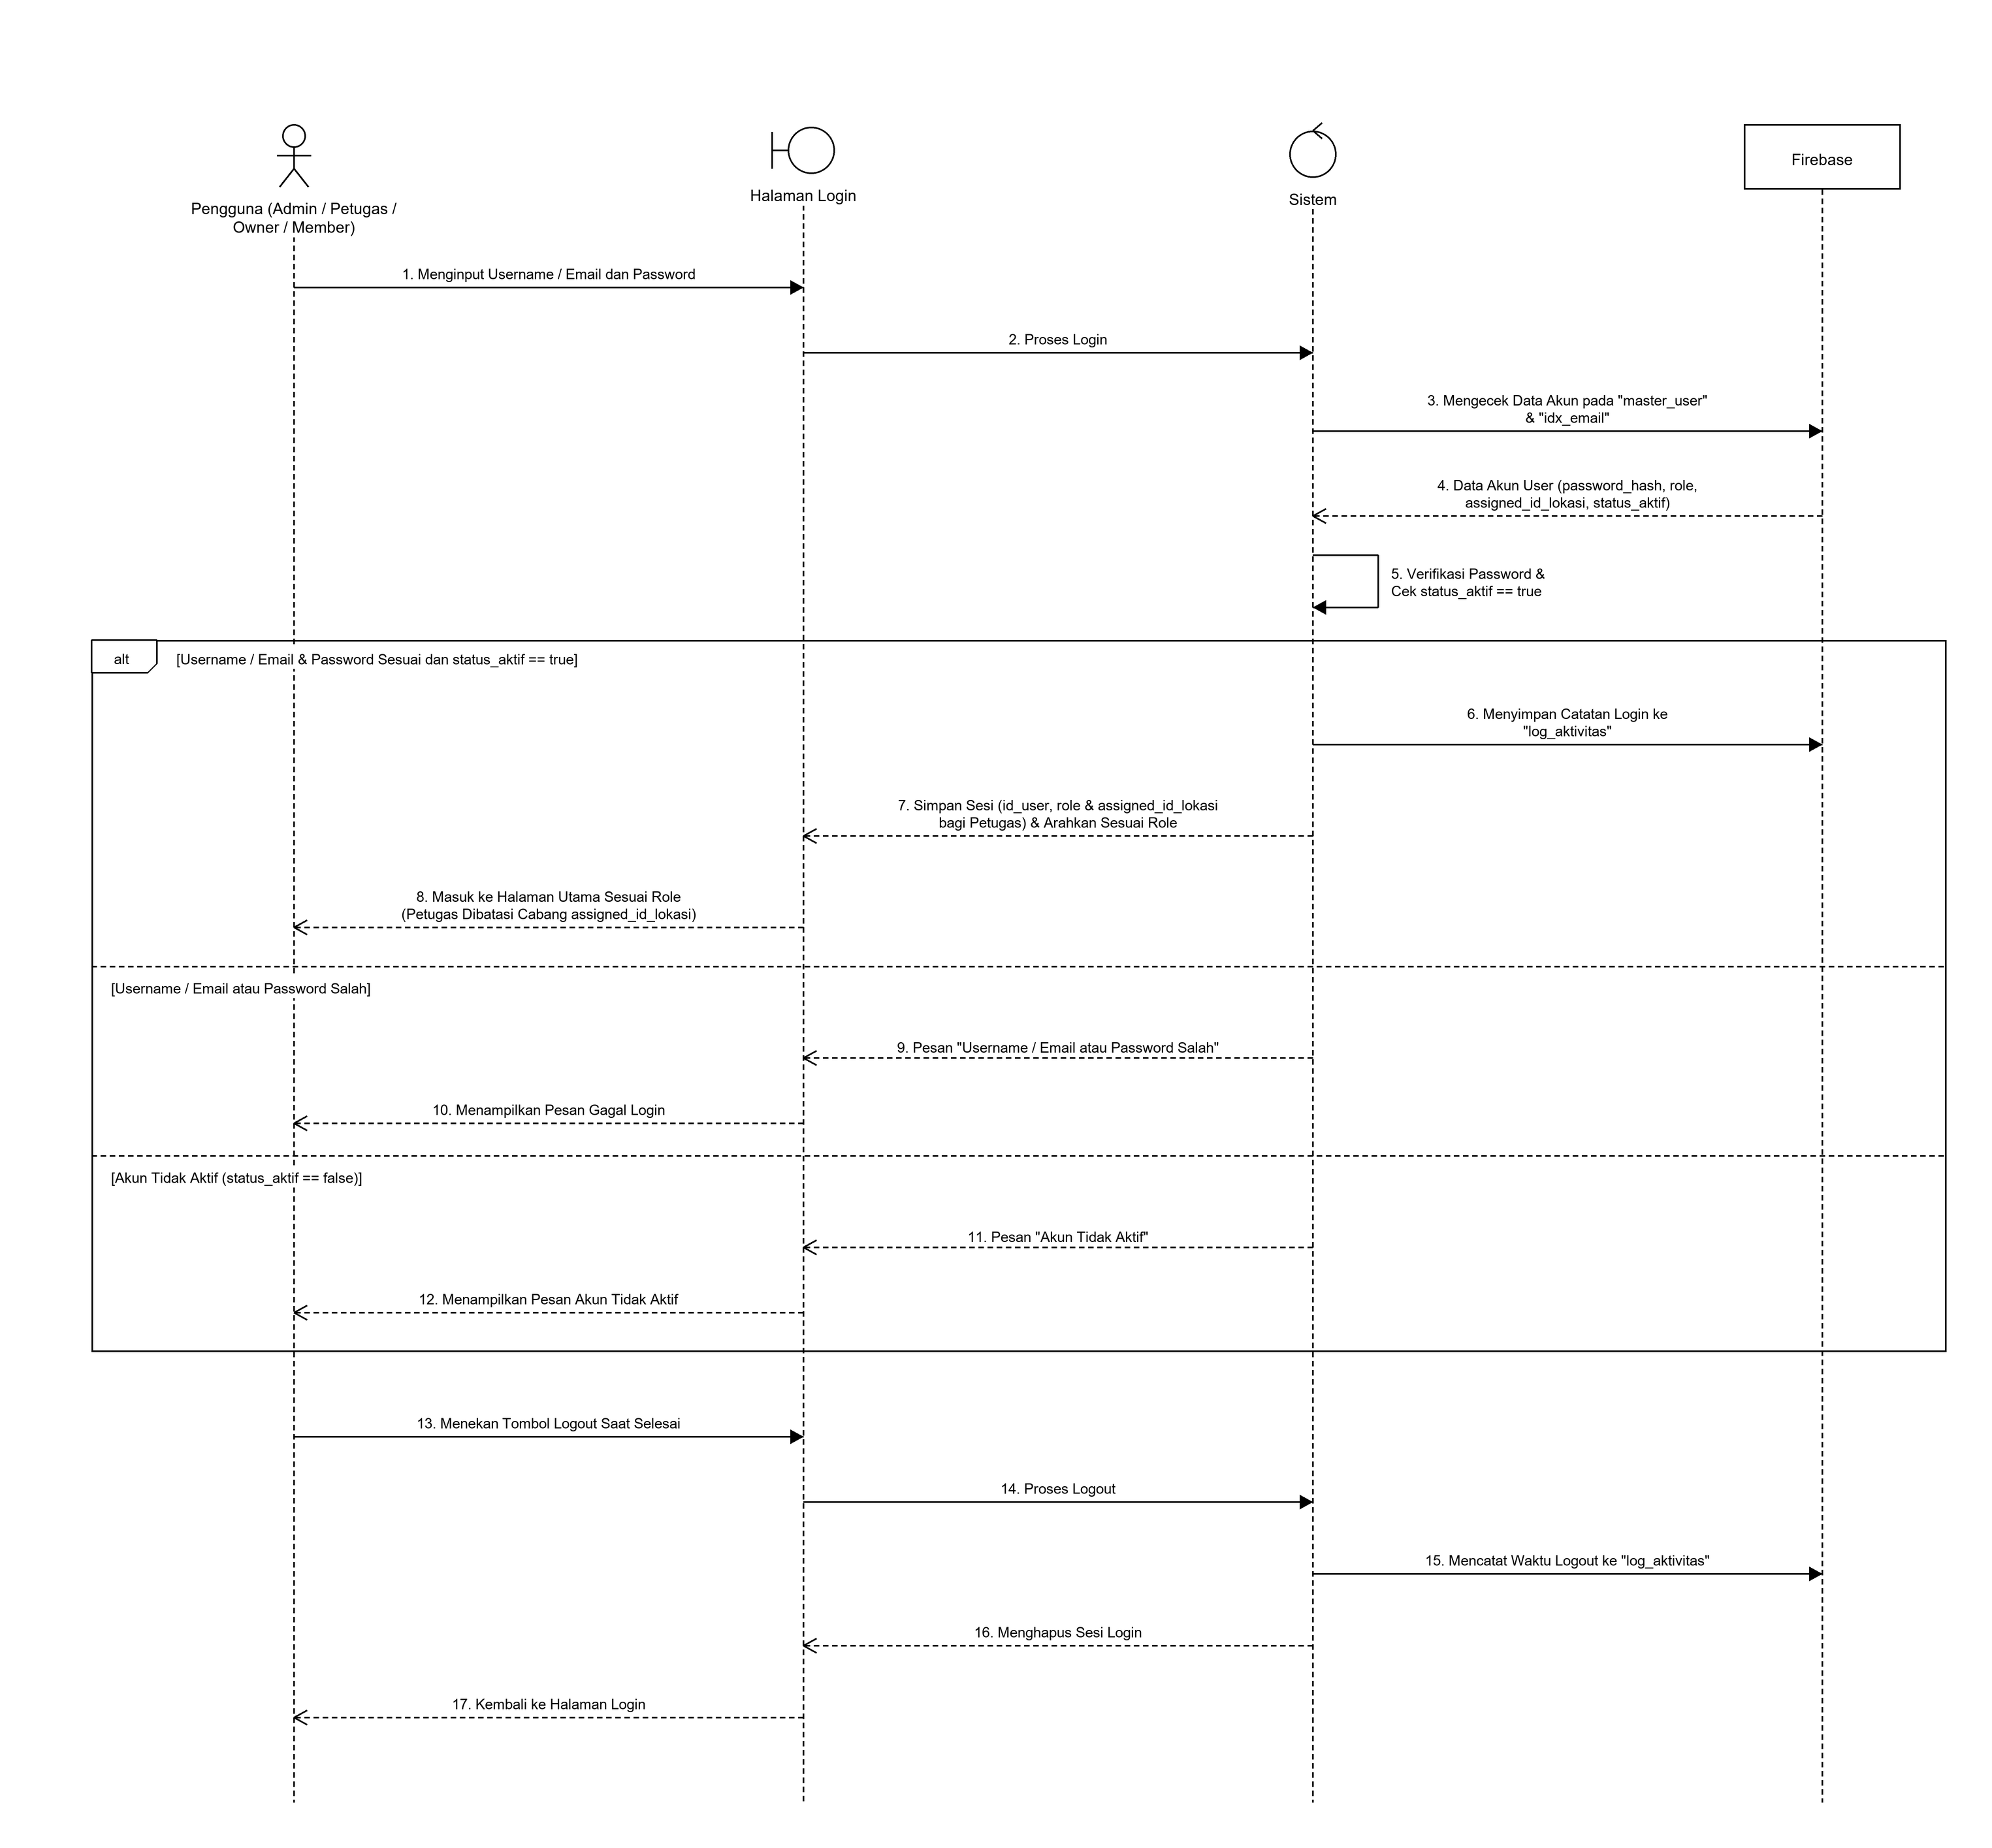 Pengguna (Admin / Petugas /
Owner / Member)
Halaman Login
Sistem
Firebase
1. Menginput Username / Email dan Password
2. Proses Login
3. Mengecek Data Akun pada "master_user"
& "idx_email"
4. Data Akun User (password_hash, role,
assigned_id_lokasi, status_aktif)
5. Verifikasi Password &
Cek status_aktif == true
alt
[Username / Email & Password Sesuai dan status_aktif == true]
6. Menyimpan Catatan Login ke
"log_aktivitas"
7. Simpan Sesi (id_user, role & assigned_id_lokasi
bagi Petugas) & Arahkan Sesuai Role
8. Masuk ke Halaman Utama Sesuai Role
(Petugas Dibatasi Cabang assigned_id_lokasi)
[Username / Email atau Password Salah]
9. Pesan "Username / Email atau Password Salah"
10. Menampilkan Pesan Gagal Login
[Akun Tidak Aktif (status_aktif == false)]
11. Pesan "Akun Tidak Aktif"
12. Menampilkan Pesan Akun Tidak Aktif
13. Menekan Tombol Logout Saat Selesai
14. Proses Logout
15. Mencatat Waktu Logout ke "log_aktivitas"
16. Menghapus Sesi Login
17. Kembali ke Halaman Login